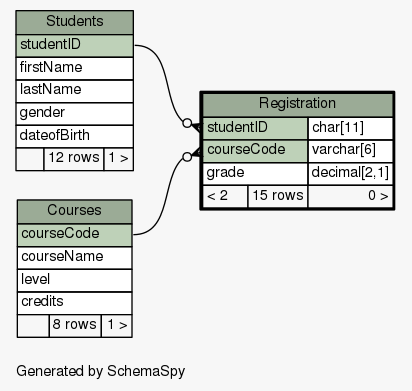 Students
studentID
firstName
lastName
gender
dateofBirth
12 rows 1 >
Registration
studentID char[11]
courseCode varchar[6]
grade decimal[2,1]
< 2 15 rows 0 >
Courses
courseCode
courseName
level
credits
8 rows 1 >
Generated by SchemaSpy